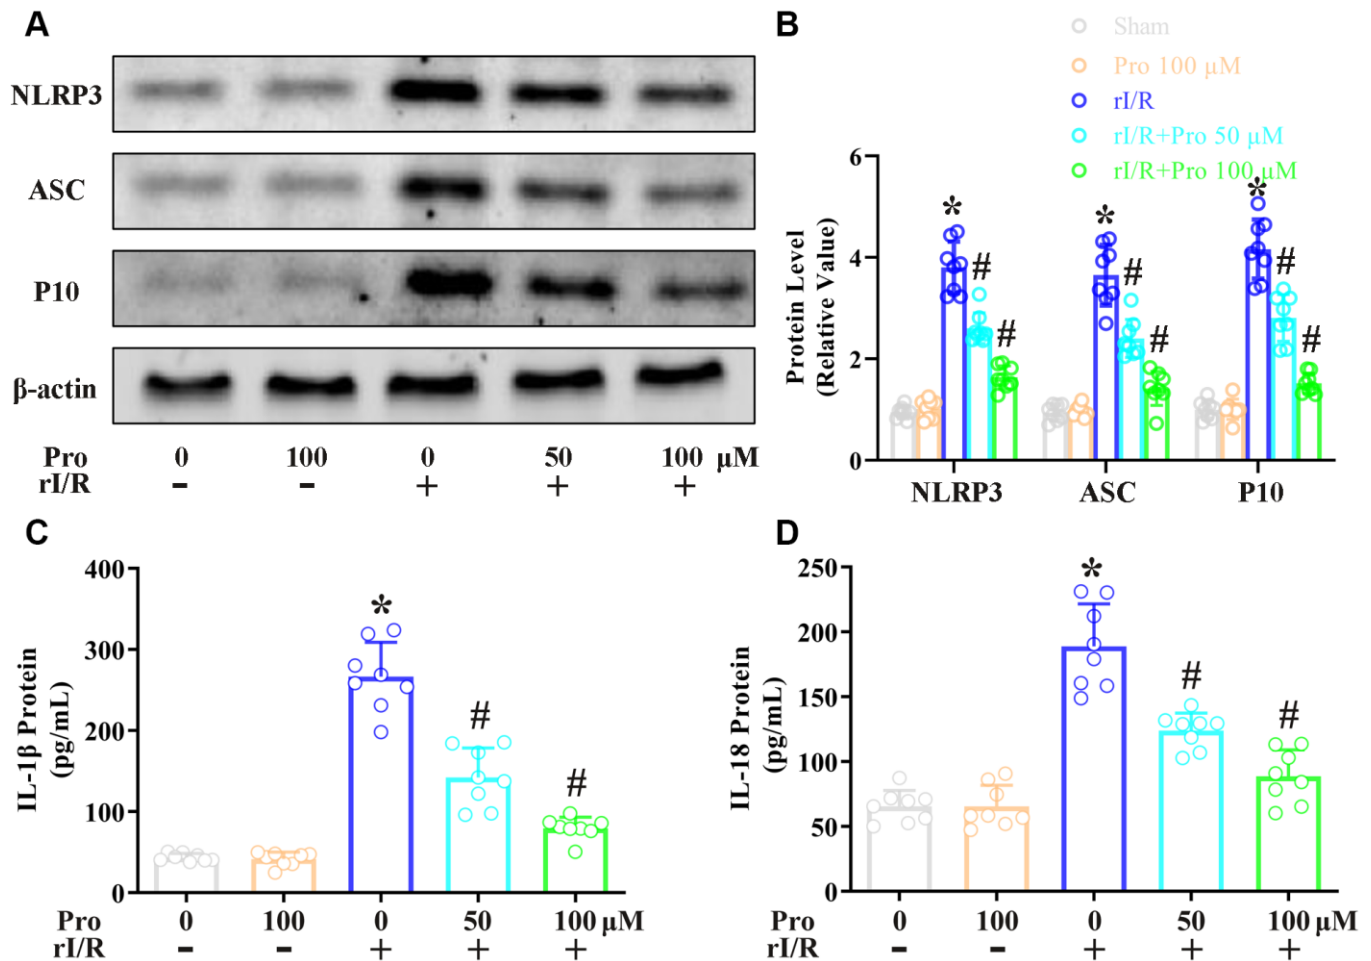 A
NLRP3
ASC
P10
β-actin
Pro 0 100 0 50 100 μM
rI/R - - + + +
B
Sham
Pro 100 μM
rI/R
rI/R+Pro 50 μM
rI/R+Pro 100 μM
Protein Level
(Relative Value)
6
4
2
0
* # # * # # * # #
NLRP3 ASC P10
C
IL-1β Protein
(pg/mL)
400
300
200
100
0
* # #
Pro 0 100 0 50 100 μM
rI/R - - + + +
D
IL-18 Protein
(pg/mL)
250
200
150
100
50
0
* # #
Pro 0 100 0 50 100 μM
rI/R - - + + +